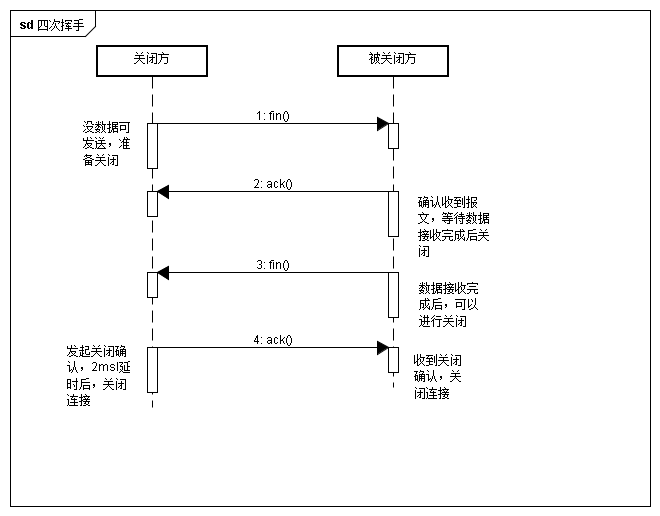 sd 四次挥手
关闭方
被关闭方
1: fin()
没数据可
发送，准
备关闭
2: ack()
确认收到报
文，等待数据
接收完成后关
闭
3: fin()
数据接收完
成后，可以
进行关闭
4: ack()
发起关闭确
认，2msl延
时后，关闭
连接
收到关闭
确认，关
闭连接